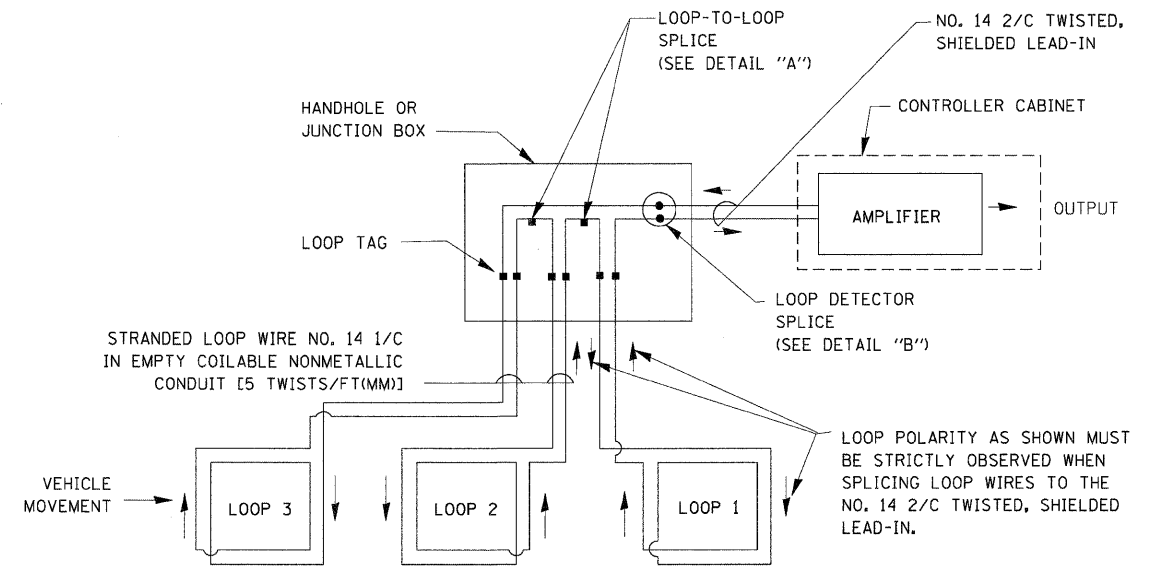 LOOP-TO-LOOP
SPLICE
(SEE DETAIL "A")
NO. 14 2/C TWISTED,
SHIELDED LEAD-IN
HANDHOLE OR
JUNCTION BOX
CONTROLLER CABINET
AMPLIFIER
OUTPUT
LOOP TAG
LOOP DETECTOR
SPLICE
(SEE DETAIL "B")
STRANDED LOOP WIRE NO. 14 1/C
IN EMPTY COILABLE NONMETALLIC
CONDUIT [5 TWISTS/FT(MM)]
LOOP POLARITY AS SHOWN MUST
BE STRICTLY OBSERVED WHEN
SPLICING LOOP WIRES TO THE
NO. 14 2/C TWISTED, SHIELDED
LEAD-IN.
VEHICLE
MOVEMENT
LOOP 3
LOOP 2
LOOP 1